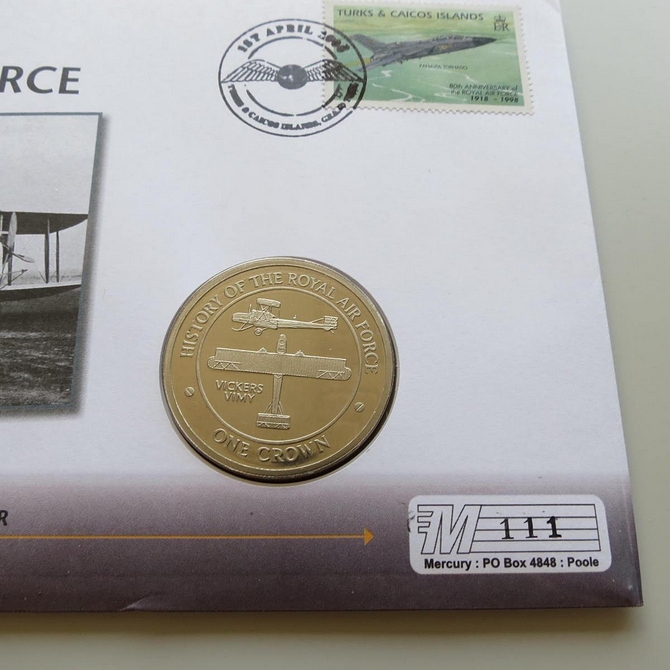 TURKS & CAICOS ISLANDS
PANAVIA TORNADO
80th ANNIVERSARY of
the ROYAL AIR FORCE
1918 - 1998
1ST APRIL
TURKS & CAICOS ISLANDS,
RCE
HISTORY OF THE ROYAL AIR FORCE
VICKERS
VIMY
ONE CROWN
R
111
Mercury : PO Box 4848 : Poole